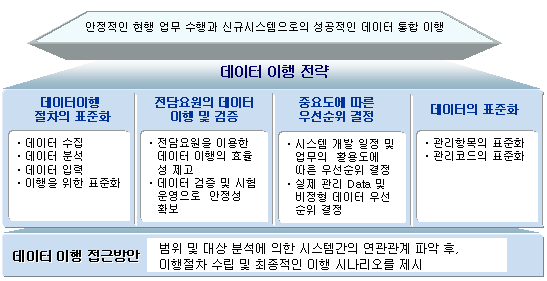 안정적인 현행 업무 수행과 신규시스템으로의 성공적인 데이터 통합 이행
데이터 이행 전략
데이터이행
절차의 표준화
· 데이터 수집
· 데이터 분석
· 데이터 입력
· 이행을 위한 표준화
전담요원의 데이터
이행 및 검증
· 전담요원을 이용한
데이터 이행의 효율
성 제고
· 데이터 검증 및 시험
운영으로 안정성
확보
중요도에 따른
우선순위 결정
· 시스템 개발 일정 및
업무의 활용도에
따른 우선순위 결정
· 실제 관리 Data 및
비정형 데이터 우선
순위 결정
데이터의 표준화
· 관리항목의 표준화
· 관리코드의 표준화
데이터 이행 접근방안
범위 및 대상 분석에 의한 시스템간의 연관관계 파악 후,
이행절차 수립 및 최종적인 이행 시나리오를 제시